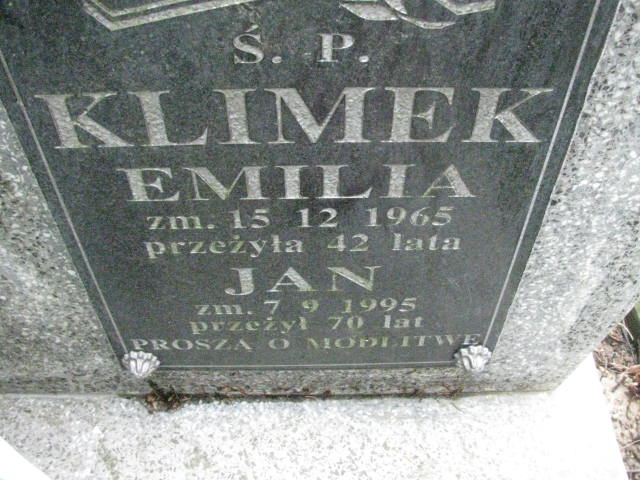 Ś. P.
KLIMEK
EMILIA
zm. 15 12 1965
przeżyła 42 lata
JAN
zm. 7 9 1995
przeżył 70 lat
PROSZĄ O MODLITWĘ